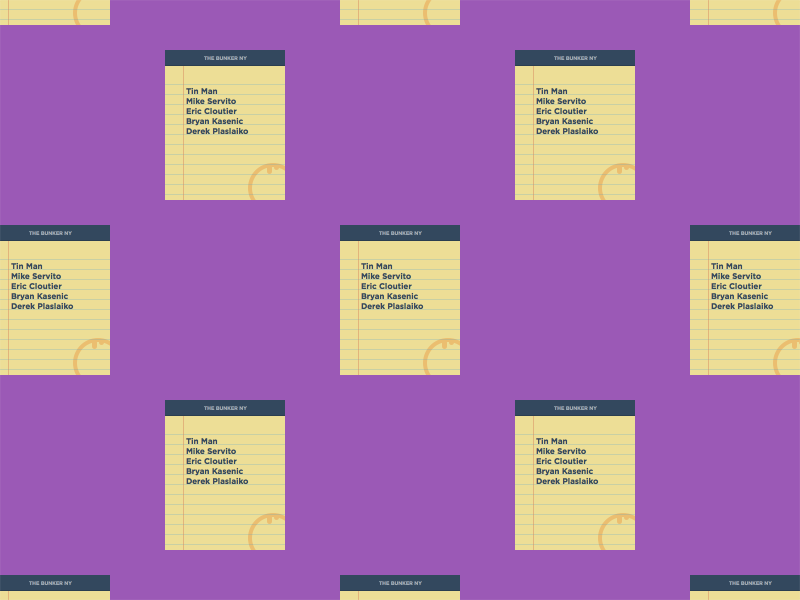 THE BUNKER NY
Tin Man
Mike Servito
Eric Cloutier
Bryan Kasenic
Derek Plaslaiko
THE BUNKER NY
Tin Man
Mike Servito
Eric Cloutier
Bryan Kasenic
Derek Plaslaiko
THE BUNKER NY
Tin Man
Mike Servito
Eric Cloutier
Bryan Kasenic
Derek Plaslaiko
THE BUNKER NY
Tin Man
Mike Servito
Eric Cloutier
Bryan Kasenic
Derek Plaslaiko
THE BUNKER NY
Tin Man
Mike Servito
Eric Cloutier
Bryan Kasenic
Derek Plaslaiko
THE BUNKER NY
Tin Man
Mike Servito
Eric Cloutier
Bryan Kasenic
Derek Plaslaiko
THE BUNKER NY
Tin Man
Mike Servito
Eric Cloutier
Bryan Kasenic
Derek Plaslaiko
THE BUNKER NY
THE BUNKER NY
THE BUNKER NY